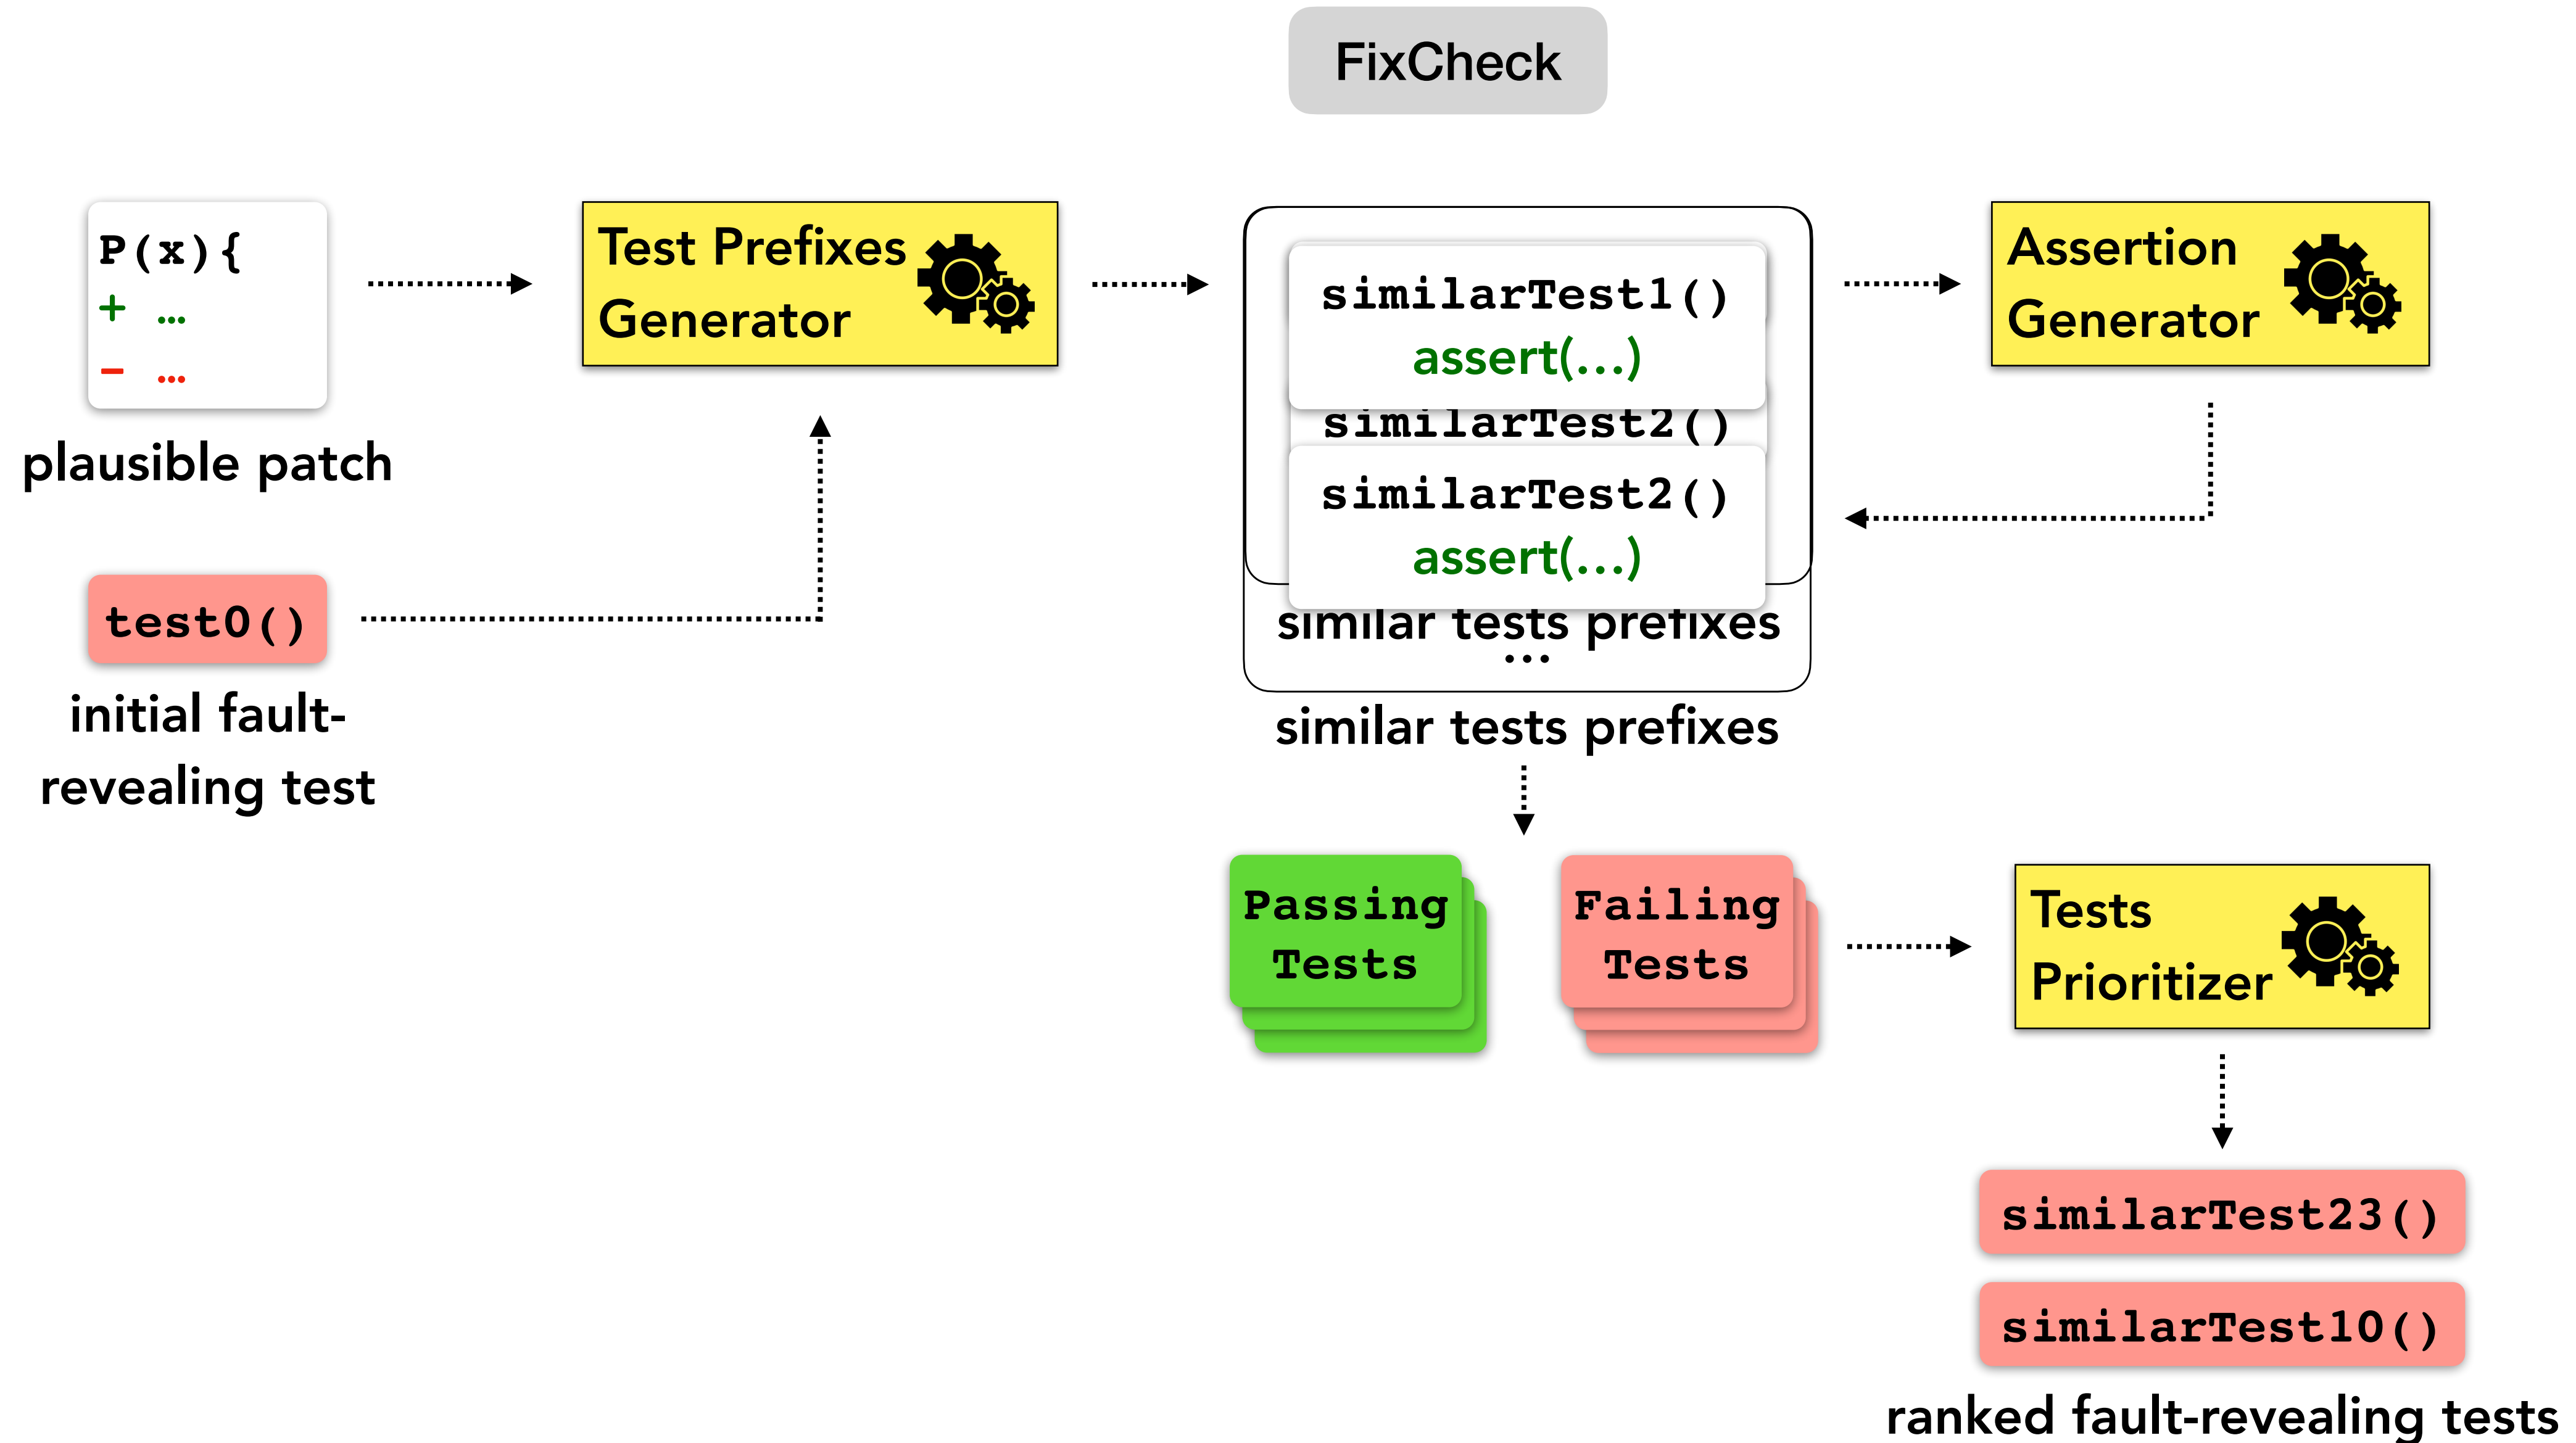 FixCheck
P(x){
+ ...
- ...
plausible patch
test0()
initial fault-
revealing test
Test Prefixes
Generator
similarTest1()
assert(...)
similarTest2()
similarTest2()
assert(...)
similar tests prefixes
...
similar tests prefixes
Assertion
Generator
Passing
Tests
Failing
Tests
Tests
Prioritizer
similarTest23()
similarTest10()
ranked fault-revealing tests